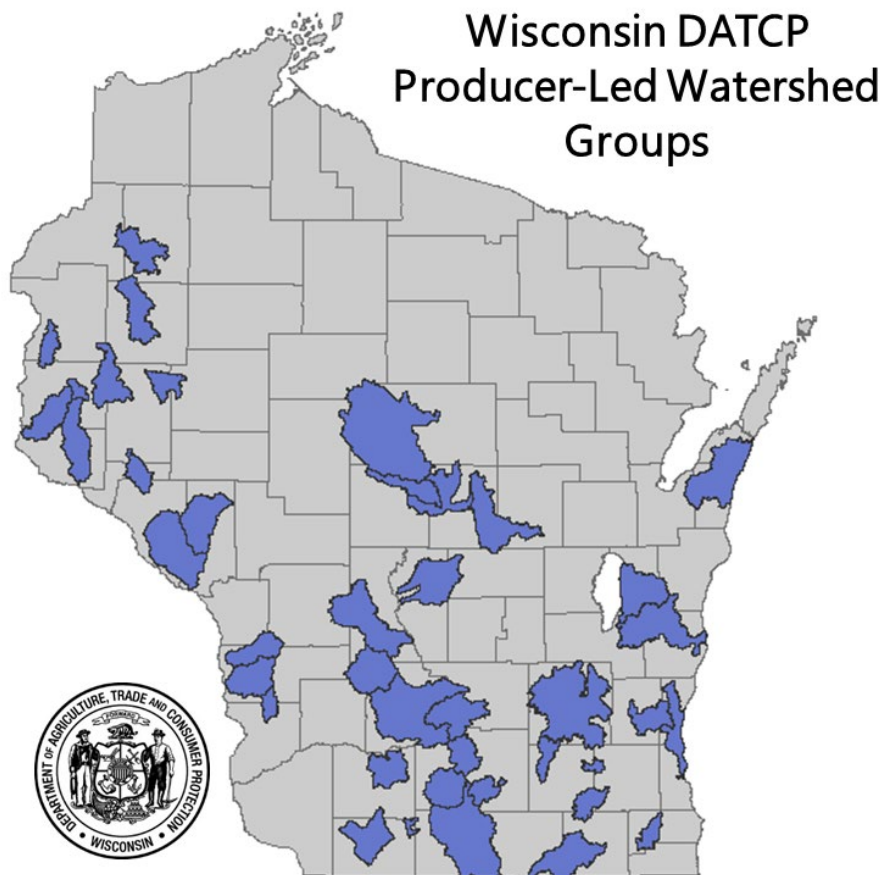 Wisconsin DATCP
Producer-Led Watershed
Groups
DEPARTMENT OF AGRICULTURE, TRADE AND CONSUMER PROTECTION
FORWARD
• WISCONSIN •